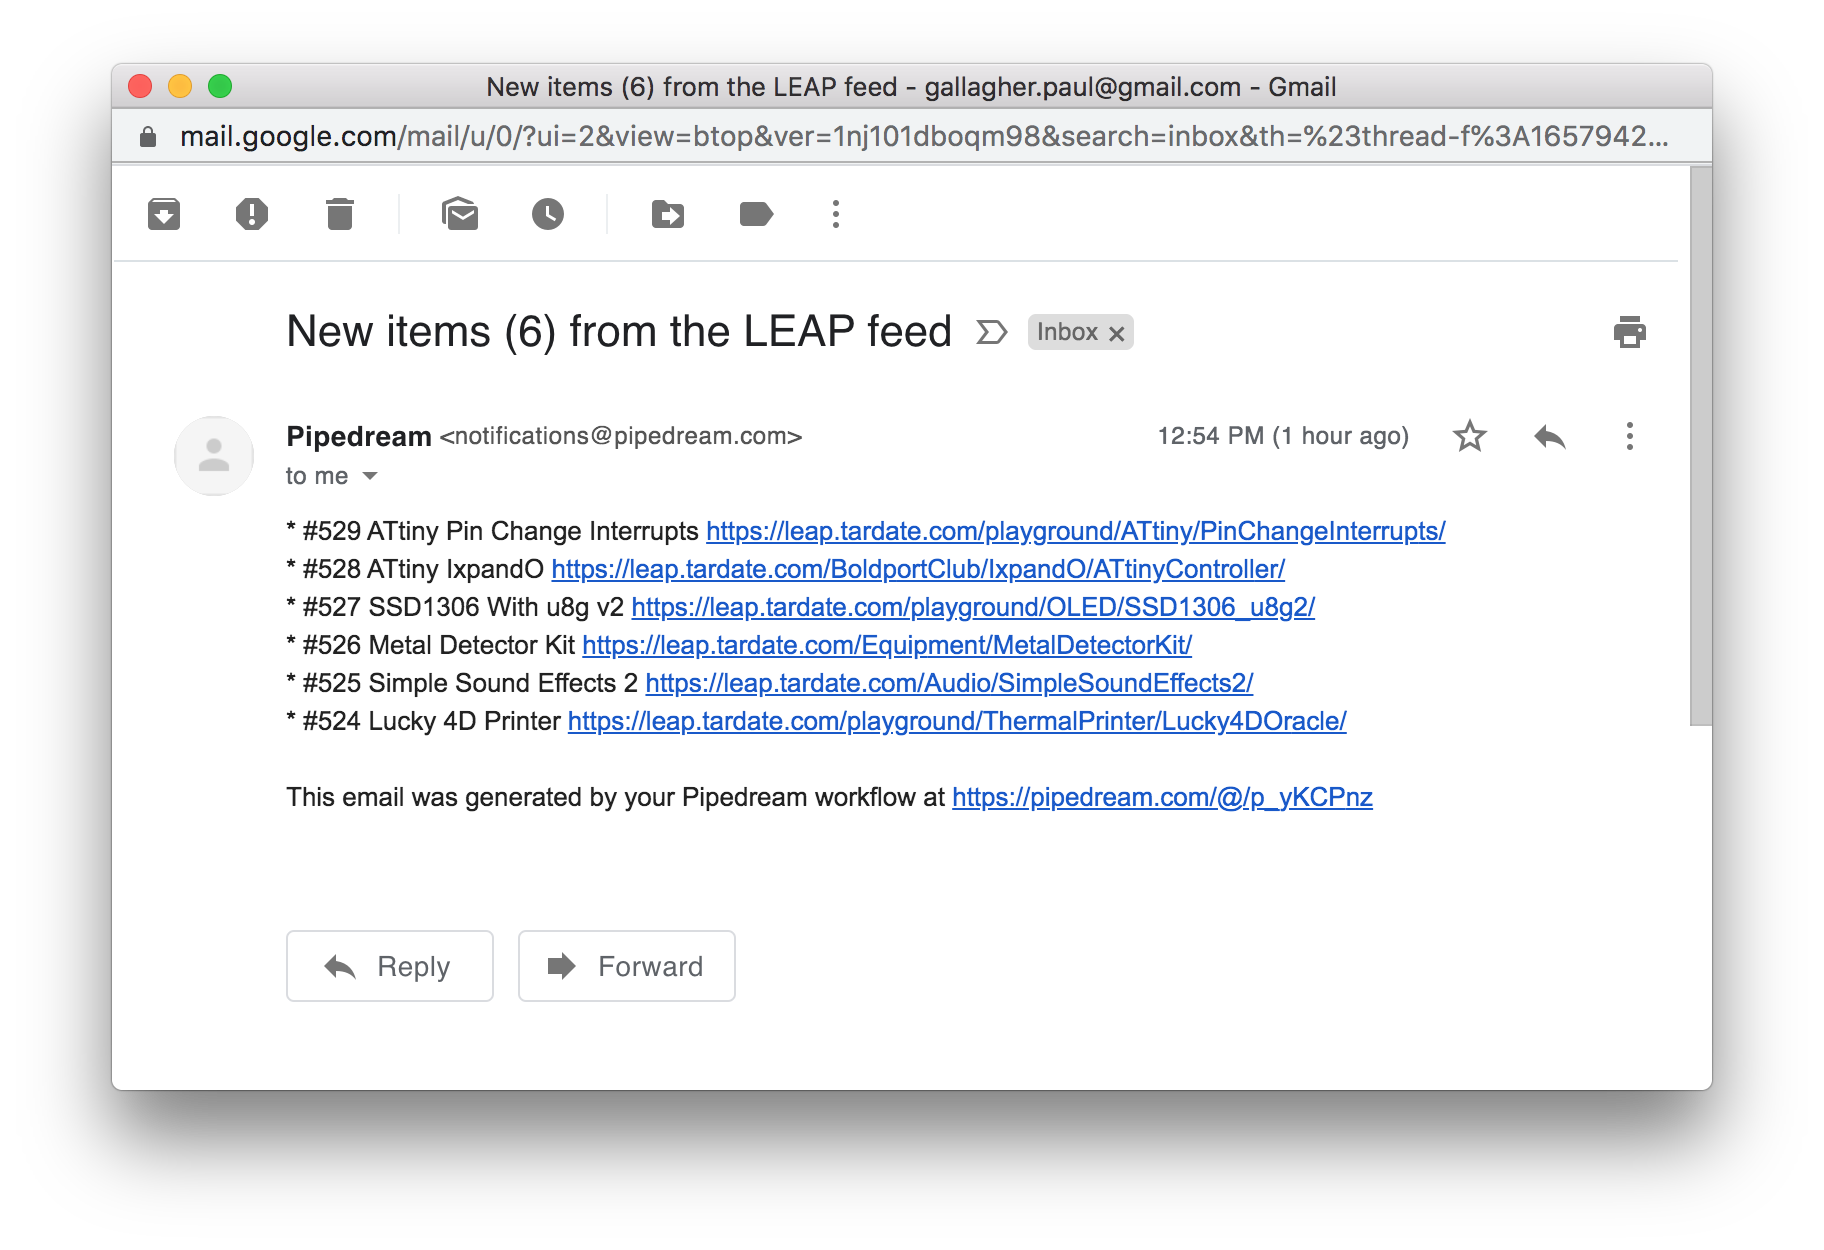 New items (6) from the LEAP feed - gallagher.paul@gmail.com - Gmail
mail.google.com/mail/u/0/?ui=2&view=btop&ver=1nj101dboqm98&search=inbox&th=%23thread-f%3A1657942...
New items (6) from the LEAP feed Inbox
Pipedream <notifications@pipedream.com> 12:54 PM (1 hour ago)
to me
* #529 ATtiny Pin Change Interrupts https://leap.tardate.com/playground/ATtiny/PinChangeInterrupts/
* #528 ATtiny IxpandO https://leap.tardate.com/BoldportClub/IxpandO/ATtinyController/
* #527 SSD1306 With u8g v2 https://leap.tardate.com/playground/OLED/SSD1306_u8g2/
* #526 Metal Detector Kit https://leap.tardate.com/Equipment/MetalDetectorKit/
* #525 Simple Sound Effects 2 https://leap.tardate.com/Audio/SimpleSoundEffects2/
* #524 Lucky 4D Printer https://leap.tardate.com/playground/ThermalPrinter/Lucky4DOracle/
This email was generated by your Pipedream workflow at https://pipedream.com/@/p_yKCPnz
Reply Forward